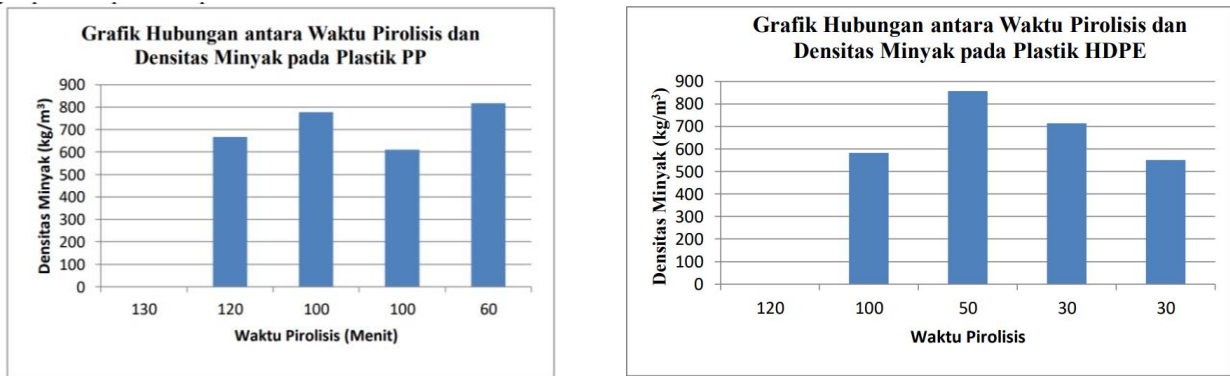 Grafik Hubungan antara Waktu Pirolisis dan
Densitas Minyak pada Plastik PP
Densitas Minyak (kg/m³)
900
800
700
600
500
400
300
200
100
0
130 120 100 100 60
Waktu Pirolisis (Menit)
Grafik Hubungan antara Waktu Pirolisis dan
Densitas Minyak pada Plastik HDPE
Densitas Minyak (kg/m³)
900
800
700
600
500
400
300
200
100
0
120 100 50 30 30
Waktu Pirolisis